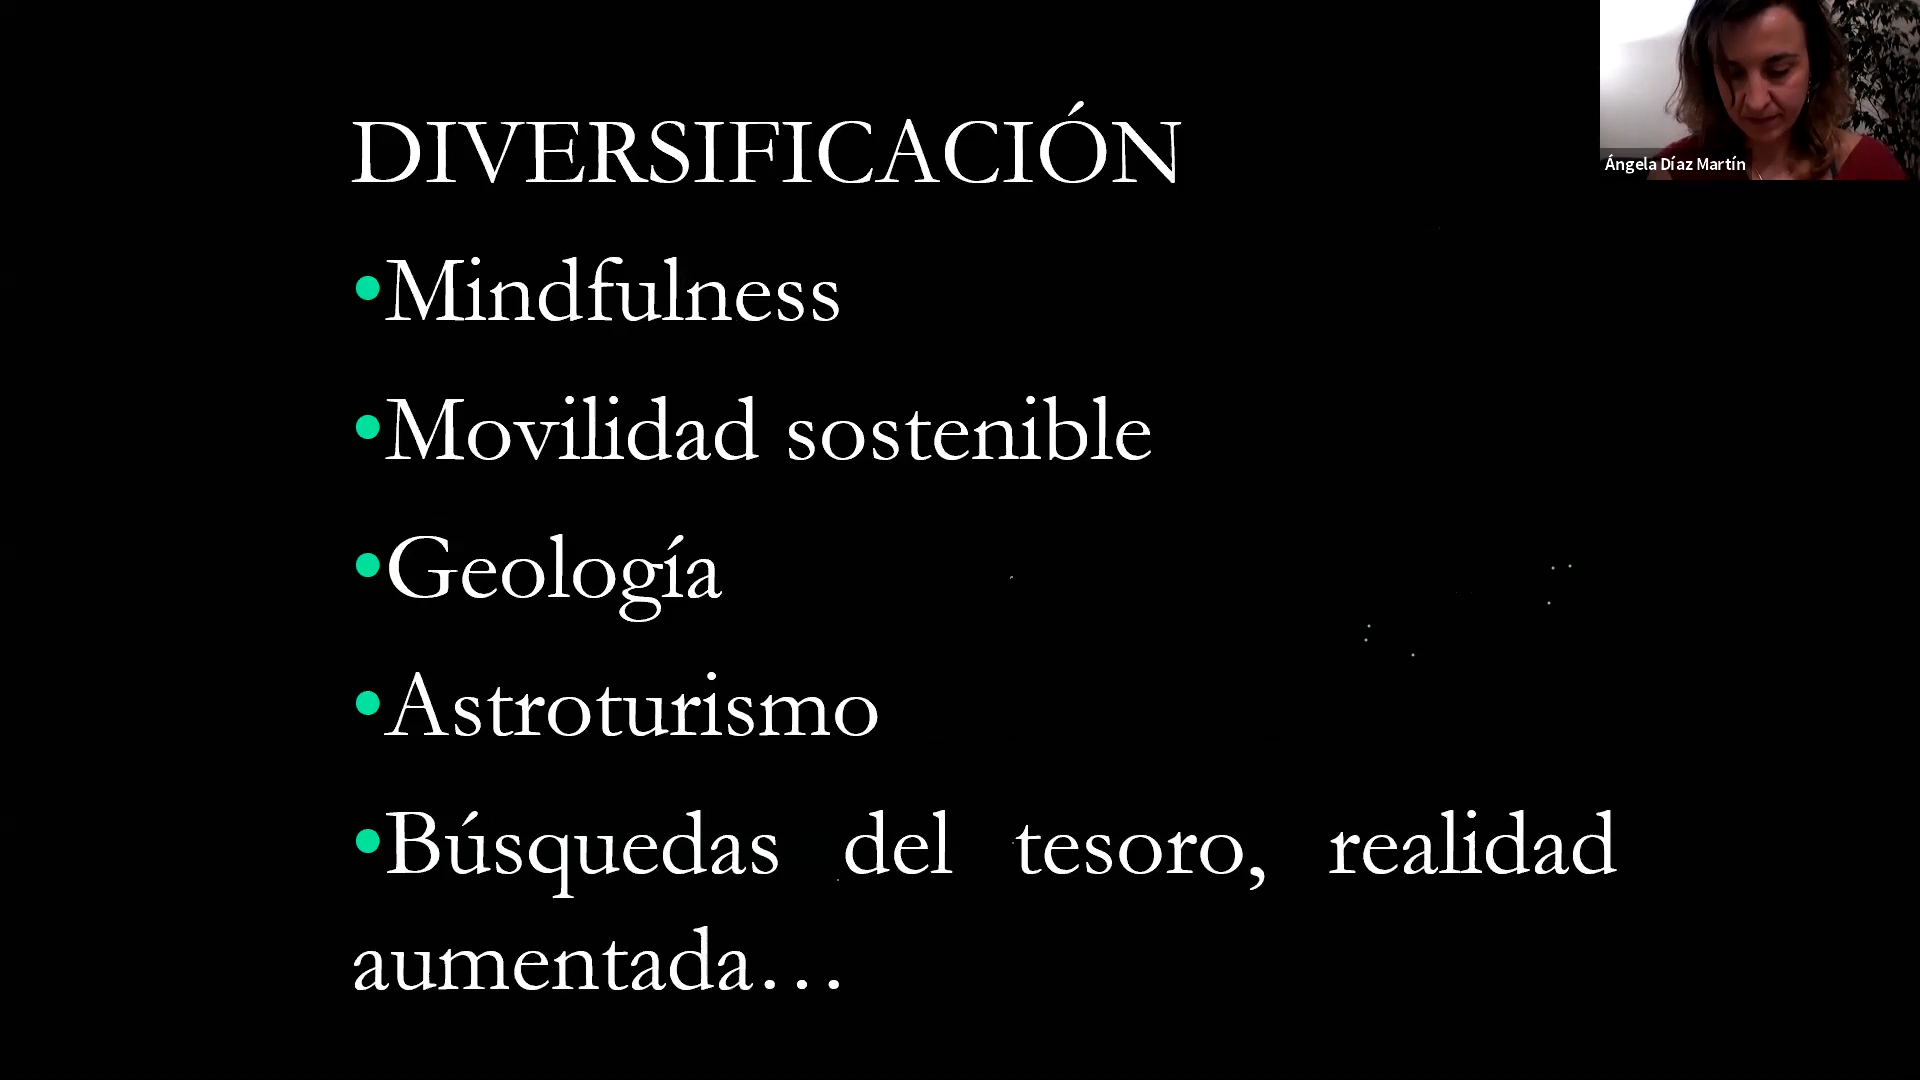 DIVERSIFICACIÓN
•Mindfulness
•Movilidad sostenible
•Geología
•Astroturismo
•Búsquedas del tesoro, realidad
aumentada…
Ángela Díaz Martín